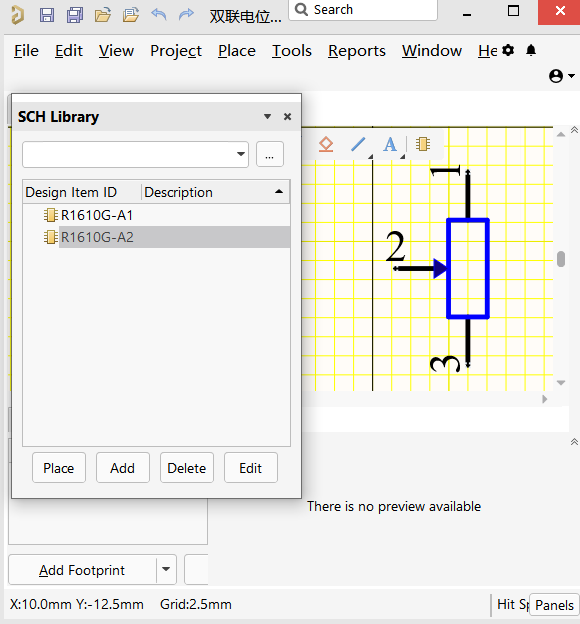 双联电位
Search
File Edit View Project Place Tools Reports Window He
SCH Library
...
A
Design Item ID Description
R1610G-A1
R1610G-A2
1
2
3
Place Add Delete Edit
There is no preview available
Add Footprint
X:10.0mm Y:-12.5mm Grid:2.5mm Hit Sp Panels